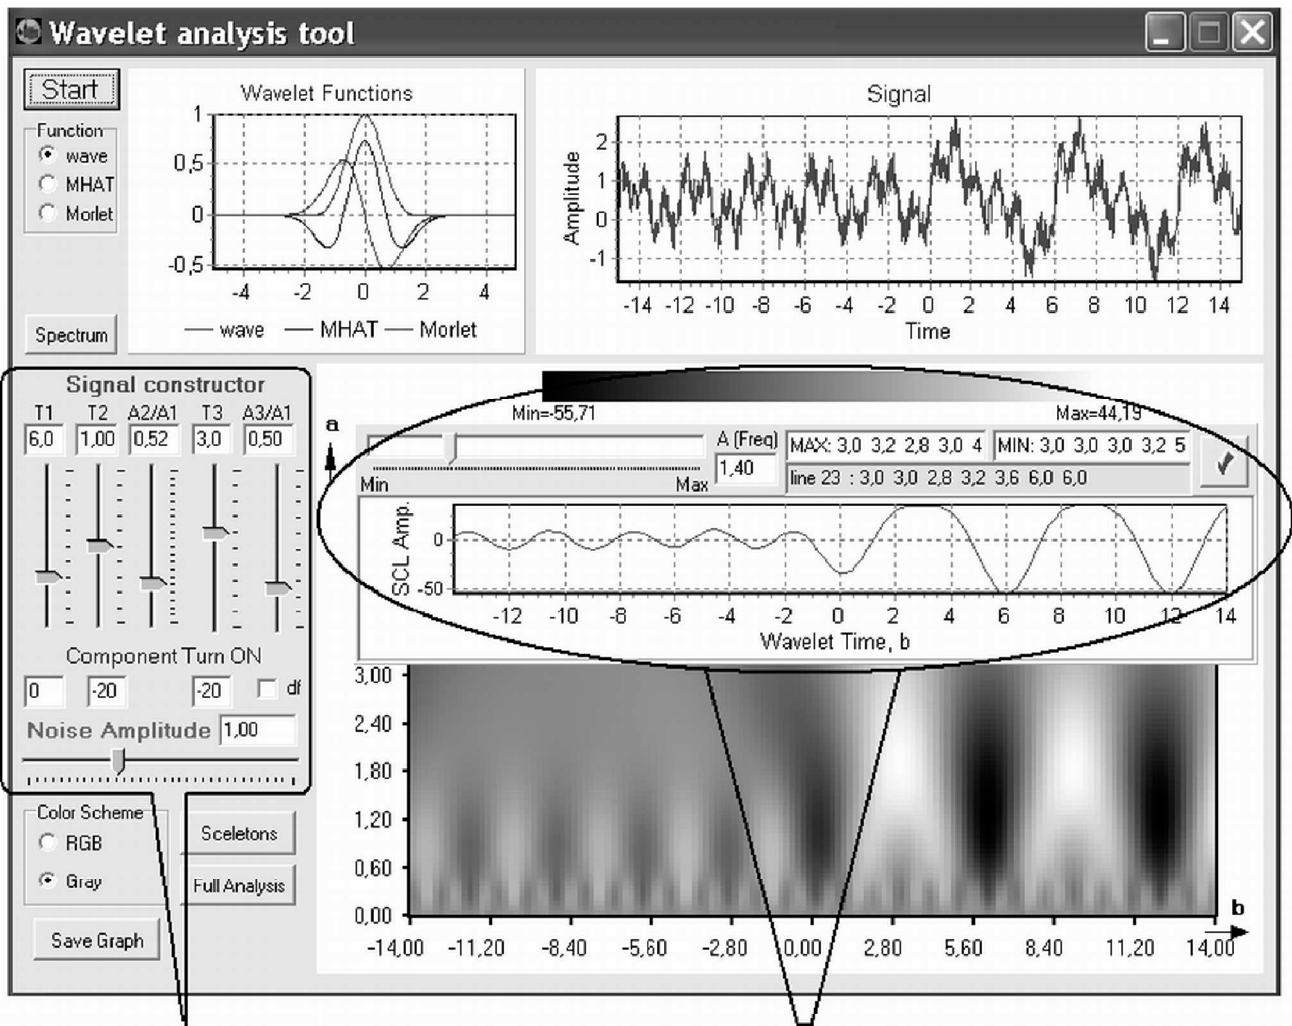 Wavelet analysis tool
Start
Function
wave
MHAT
Morlet
Spectrum
Wavelet Functions
1
0,5
0
-0,5
-4 -2 0 2 4
wave MHAT Morlet
Signal
Amplitude
2
1
0
-1
-14 -12 -10 -8 -6 -4 -2 0 2 4 6 8 10 12 14
Time
Signal constructor
T1 T2 A2/A1 T3 A3/A1
6,0 1,00 0,52 3,0 0,50
Component Turn ON
0 -20 -20 df
Noise Amplitude 1,00
Color Scheme
RGB
Gray
Sceletons
Full Analysis
Save Graph
Min=-55,71 Max=44,19
a
Min Max
A (Freq)
1,40
MAX: 3,0 3,2 2,8 3,0 4
MIN: 3,0 3,0 3,0 3,2 5
line 23 : 3,0 3,0 2,8 3,2 3,6 6,0 6,0
SCL Amp.
0
-50
-12 -10 -8 -6 -4 -2 0 2 4 6 8 10 12 14
Wavelet Time, b
3,00
2,40
1,80
1,20
0,60
0,00
b
-14,00 -11,20 -8,40 -5,60 -2,80 0,00 2,80 5,60 8,40 11,20 14,00